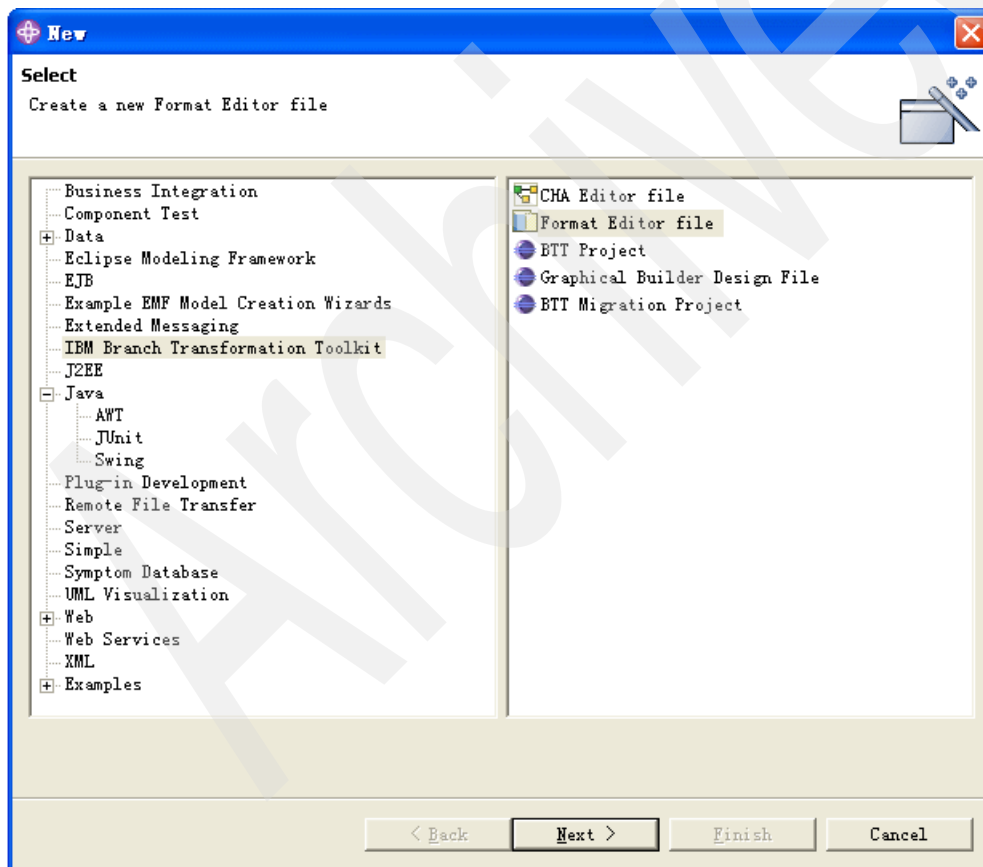 New
Select
Create a new Format Editor file
Business Integration
Component Test
Data
Eclipse Modeling Framework
EJB
Example EMF Model Creation Wizards
Extended Messaging
IBM Branch Transformation Toolkit
J2EE
Java
AWT
JUnit
Swing
Plug-in Development
Remote File Transfer
Server
Simple
Symptom Database
UML Visualization
Web
Web Services
XML
Examples
CHA Editor file
Format Editor file
BTT Project
Graphical Builder Design File
BTT Migration Project
< Back
Next >
Finish
Cancel
Archive